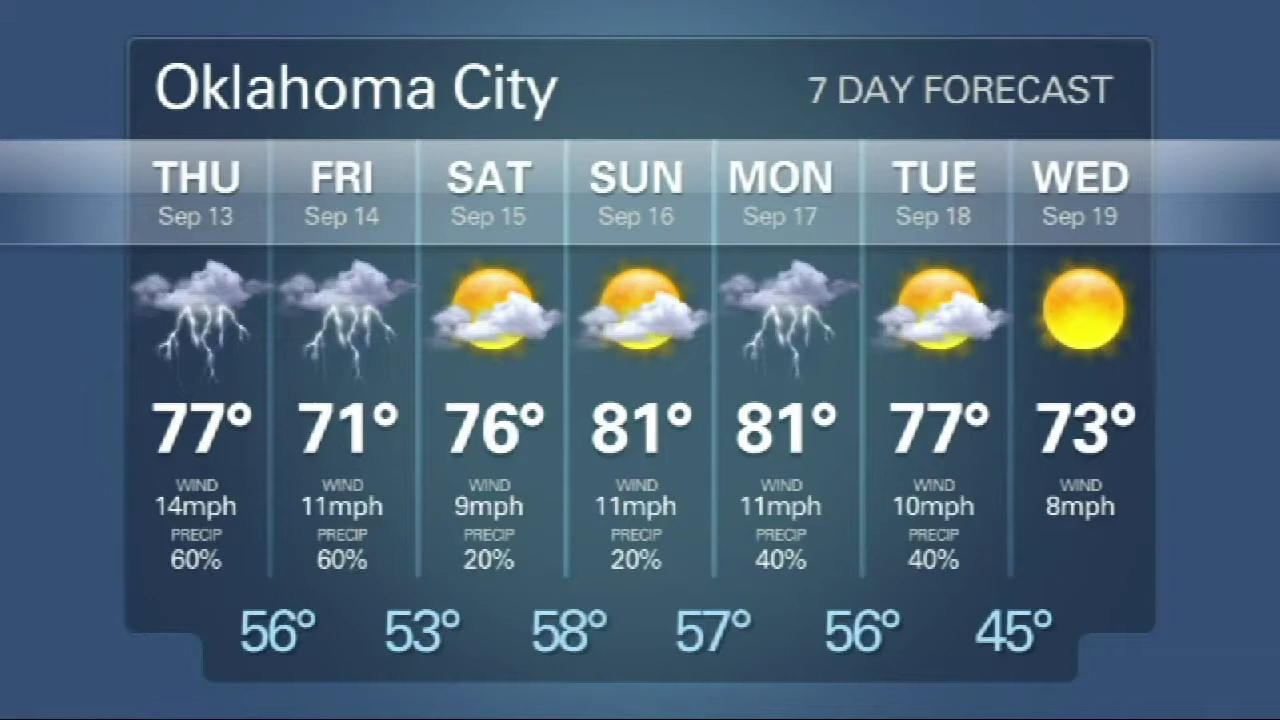 Oklahoma City 7 DAY FORECAST
THU FRI SAT SUN MON TUE WED
Sep 13 Sep 14 Sep 15 Sep 16 Sep 17 Sep 18 Sep 19
77° 71° 76° 81° 81° 77° 73°
WIND WIND WIND WIND WIND WIND WIND
14mph 11mph 9mph 11mph 11mph 10mph 8mph
PRECIP PRECIP PRECIP PRECIP PRECIP PRECIP
60% 60% 20% 20% 40% 40%
56° 53° 58° 57° 56° 45°